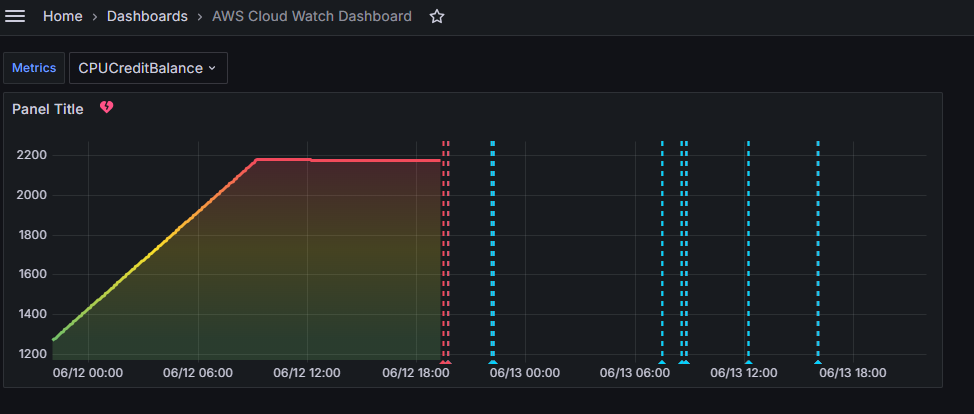 Home > Dashboards > AWS Cloud Watch Dashboard
Metrics CPUCreditBalance
Panel Title
2200
2000
1800
1600
1400
1200
06/12 00:00 06/12 06:00 06/12 12:00 06/12 18:00 06/13 00:00 06/13 06:00 06/13 12:00 06/13 18:00